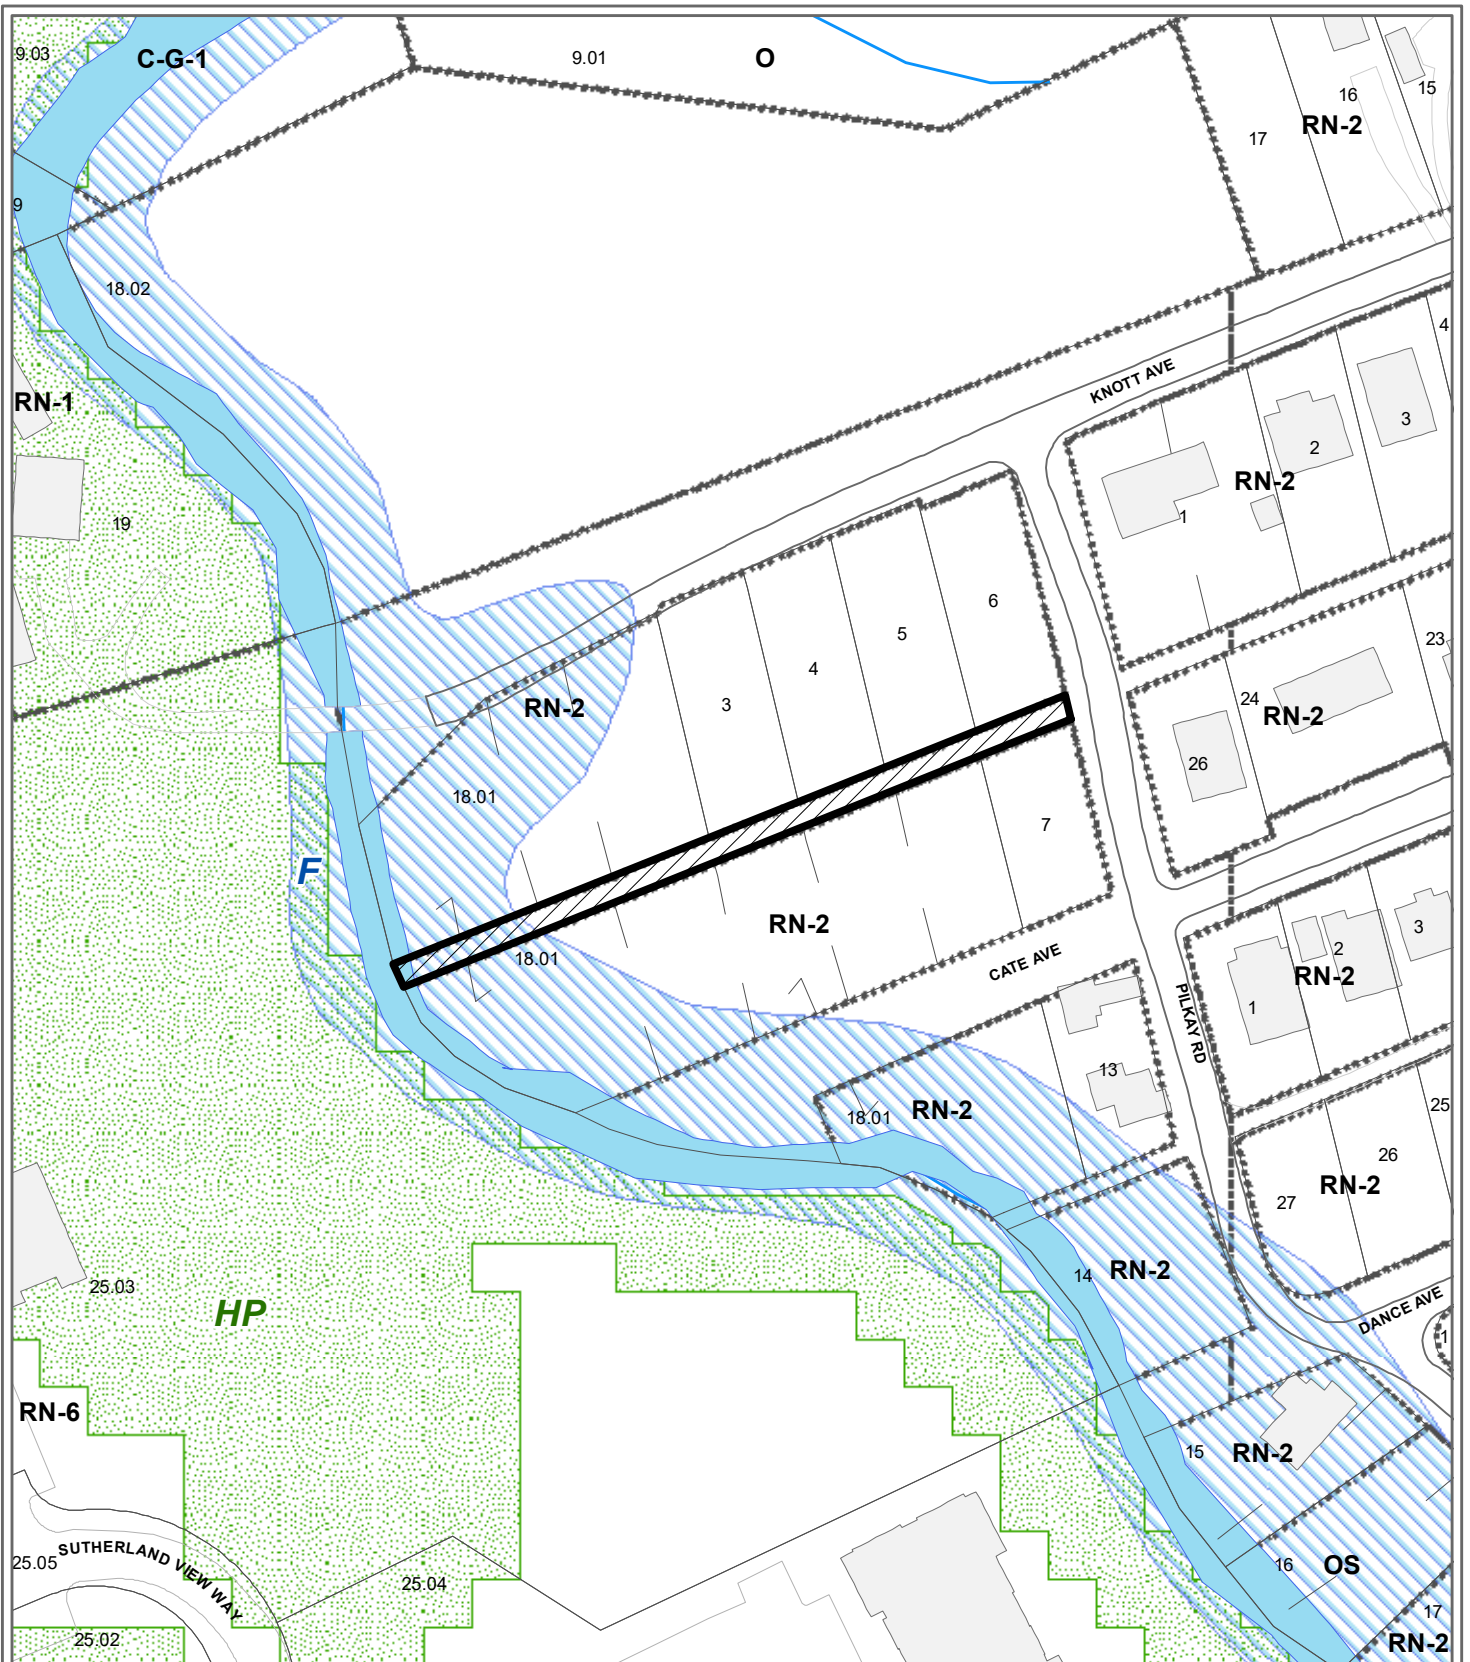 9.03
C-G-1
9.01
O
16
15
RN-2
17
9
18.02
4
KNOTT AVE
RN-1
3
2
RN-2
1
19
6
5
4
3
23
RN-2
24
RN-2
26
18.01
7
F
RN-2
3
2
18.01
CATE AVE
RN-2
1
PILKAY RD
13
25
18.01
RN-2
26
RN-2
27
14
RN-2
25.03
HP
DANCE AVE
1
RN-6
15
RN-2
25.05
SUTHERLAND VIEW WAY
25.04
16
OS
17
25.02
RN-2